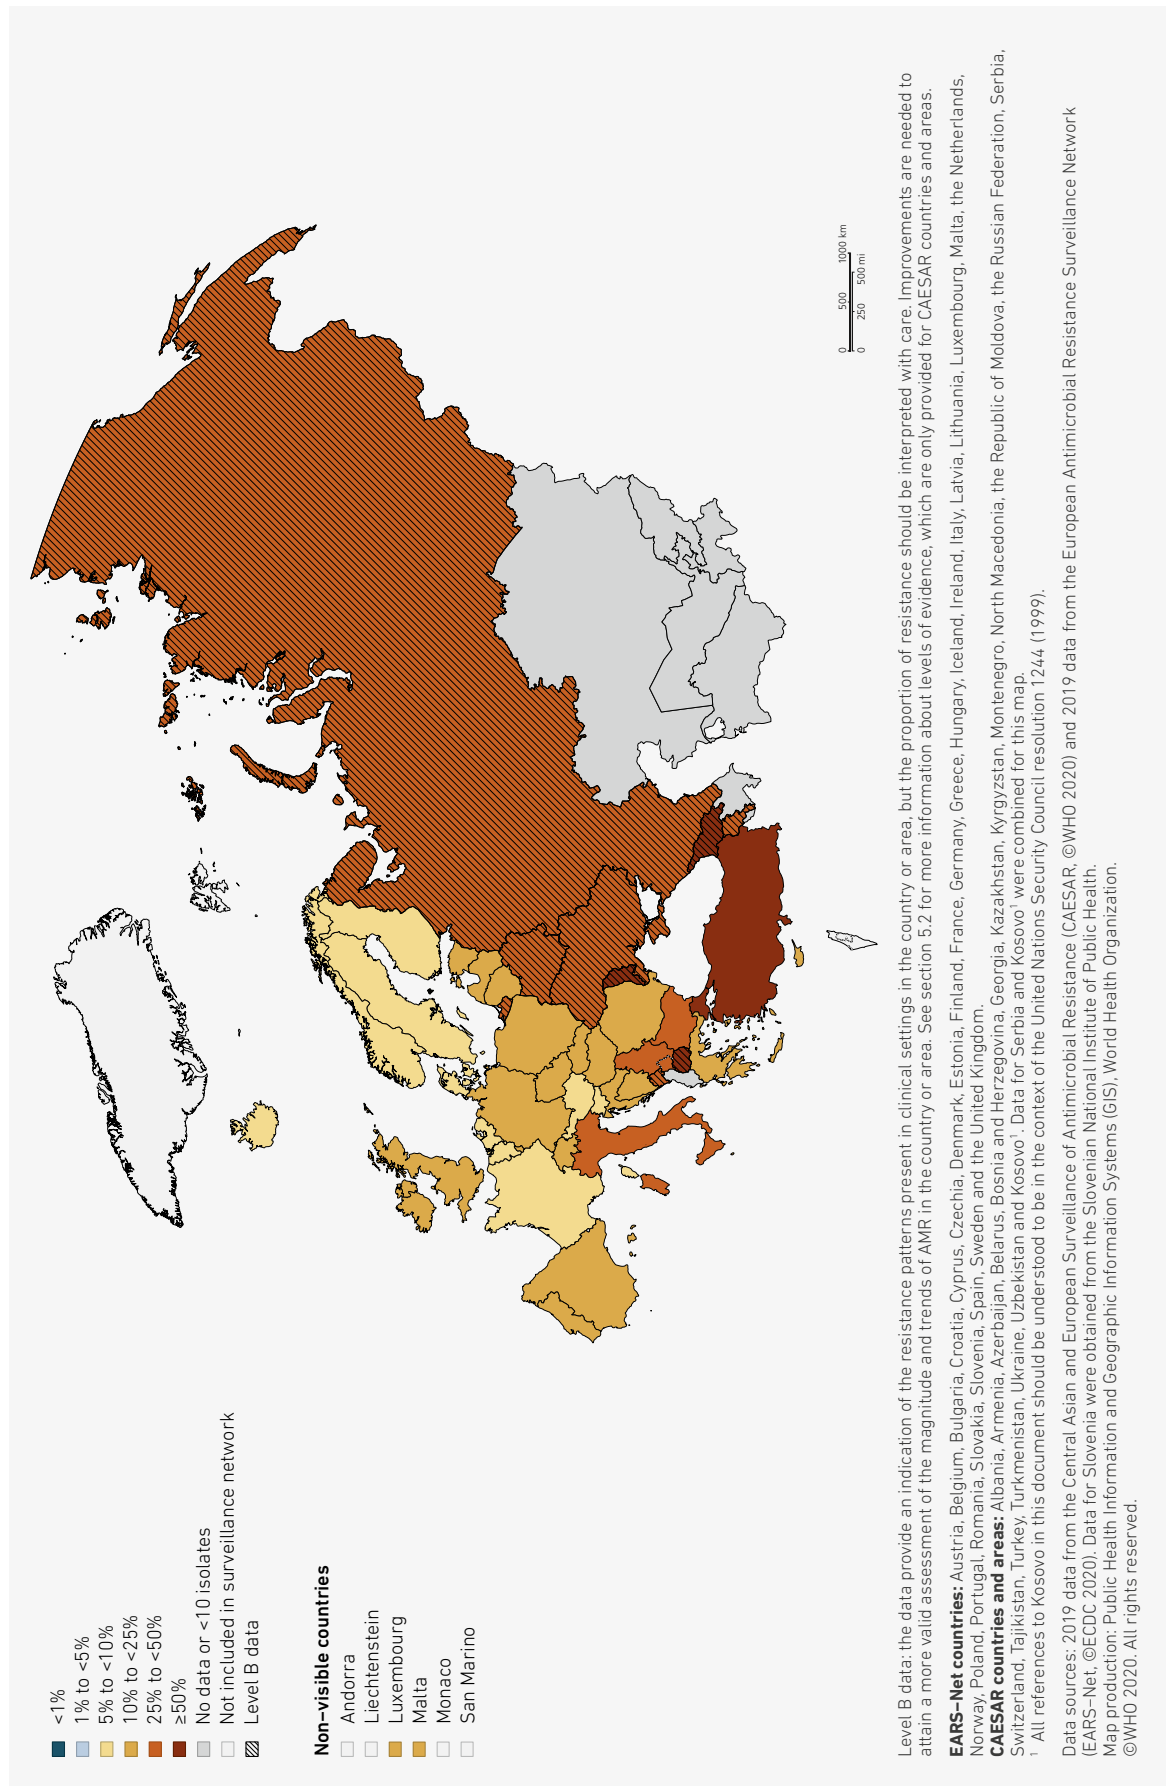 <1%
1% to <5%
5% to <10%
10% to <25%
25% to <50%
≥50%
No data or <10 isolates
Not included in surveillance network
Level B data
Non–visible countries
Andorra
Liechtenstein
Luxembourg
Malta
Monaco
San Marino
0 500 1000 km
0 250 500 mi
Level B data: the data provide an indication of the resistance patterns present in clinical settings in the country or area, but the proportion of resistance should be interpreted with care. Improvements are needed to
attain a more valid assessment of the magnitude and trends of AMR in the country or area. See section 5.2 for more information about levels of evidence, which are only provided for CAESAR countries and areas.
EARS–Net countries: Austria, Belgium, Bulgaria, Croatia, Cyprus, Czechia, Denmark, Estonia, Finland, France, Germany, Greece, Hungary, Iceland, Ireland, Italy, Latvia, Lithuania, Luxembourg, Malta, the Netherlands,
Norway, Poland, Portugal, Romania, Slovakia, Slovenia, Spain, Sweden and the United Kingdom.
CAESAR countries and areas: Albania, Armenia, Azerbaijan, Belarus, Bosnia and Herzegovina, Georgia, Kazakhstan, Kyrgyzstan, Montenegro, North Macedonia, the Republic of Moldova, the Russian Federation, Serbia,
Switzerland, Tajikistan, Turkey, Turkmenistan, Ukraine, Uzbekistan and Kosovo¹. Data for Serbia and Kosovo¹ were combined for this map.
¹ All references to Kosovo in this document should be understood to be in the context of the United Nations Security Council resolution 1244 (1999).
Data sources: 2019 data from the Central Asian and European Surveillance of Antimicrobial Resistance (CAESAR, ©WHO 2020) and 2019 data from the European Antimicrobial Resistance Surveillance Network
(EARS–Net, ©ECDC 2020). Data for Slovenia were obtained from the Slovenian National Institute of Public Health.
Map production: Public Health Information and Geographic Information Systems (GIS), World Health Organization.
©WHO 2020. All rights reserved.